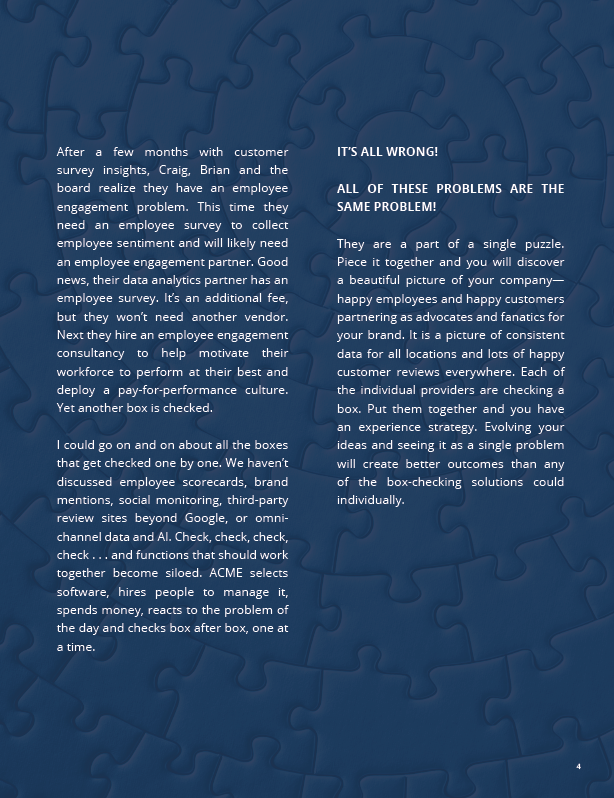 After a few months with customer
survey insights, Craig, Brian and the
board realize they have an employee
engagement problem. This time they
need an employee survey to collect
employee sentiment and will likely need
an employee engagement partner. Good
news, their data analytics partner has an
employee survey. It’s an additional fee,
but they won’t need another vendor.
Next they hire an employee engagement
consultancy to help motivate their
workforce to perform at their best and
deploy a pay-for-performance culture.
Yet another box is checked.
I could go on and on about all the boxes
that get checked one by one. We haven’t
discussed employee scorecards, brand
mentions, social monitoring, third-party
review sites beyond Google, or omni-
channel data and AI. Check, check, check,
check . . . and functions that should work
together become siloed. ACME selects
software, hires people to manage it,
spends money, reacts to the problem of
the day and checks box after box, one at
a time.
IT’S ALL WRONG!
ALL OF THESE PROBLEMS ARE THE
SAME PROBLEM!
They are a part of a single puzzle.
Piece it together and you will discover
a beautiful picture of your company—
happy employees and happy customers
partnering as advocates and fanatics for
your brand. It is a picture of consistent
data for all locations and lots of happy
customer reviews everywhere. Each of
the individual providers are checking a
box. Put them together and you have
an experience strategy. Evolving your
ideas and seeing it as a single problem
will create better outcomes than any
of the box-checking solutions could
individually.
4